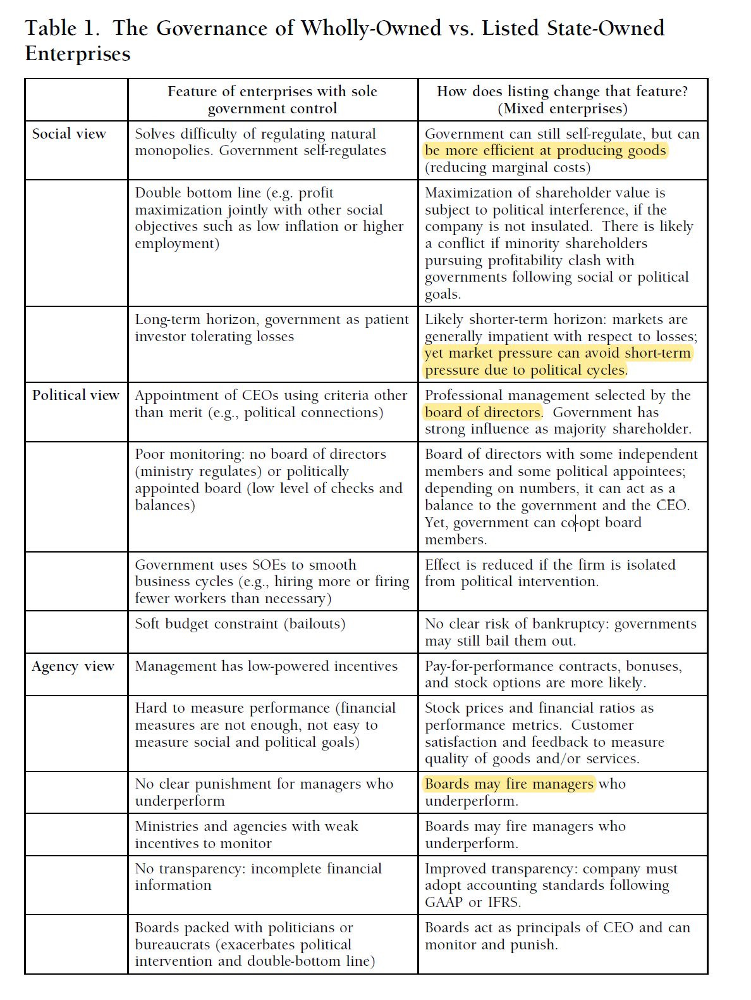 Table 1. The Governance of Wholly-Owned vs. Listed State-Owned
Enterprises
Feature of enterprises with sole
government control
How does listing change that feature?
(Mixed enterprises)
Social view
Solves difficulty of regulating natural
monopolies. Government self-regulates
Government can still self-regulate, but can
be more efficient at producing goods
(reducing marginal costs)
Double bottom line (e.g. profit
maximization jointly with other social
objectives such as low inflation or higher
employment)
Maximization of shareholder value is
subject to political interference, if the
company is not insulated. There is likely
a conflict if minority shareholders
pursuing profitability clash with
governments following social or political
goals.
Long-term horizon, government as patient
investor tolerating losses
Likely shorter-term horizon: markets are
generally impatient with respect to losses;
yet market pressure can avoid short-term
pressure due to political cycles.
Political view
Appointment of CEOs using criteria other
than merit (e.g., political connections)
Professional management selected by the
board of directors. Government has
strong influence as majority shareholder.
Poor monitoring: no board of directors
(ministry regulates) or politically
appointed board (low level of checks and
balances)
Board of directors with some independent
members and some political appointees;
depending on numbers, it can act as a
balance to the government and the CEO.
Yet, government can co-opt board
members.
Government uses SOEs to smooth
business cycles (e.g., hiring more or firing
fewer workers than necessary)
Effect is reduced if the firm is isolated
from political intervention.
Soft budget constraint (bailouts)
No clear risk of bankruptcy: governments
may still bail them out.
Agency view
Management has low-powered incentives
Pay-for-performance contracts, bonuses,
and stock options are more likely.
Hard to measure performance (financial
measures are not enough, not easy to
measure social and political goals)
Stock prices and financial ratios as
performance metrics. Customer
satisfaction and feedback to measure
quality of goods and/or services.
No clear punishment for managers who
underperform
Boards may fire managers who
underperform.
Ministries and agencies with weak
incentives to monitor
Boards may fire managers who
underperform.
No transparency: incomplete financial
information
Improved transparency: company must
adopt accounting standards following
GAAP or IFRS.
Boards packed with politicians or
bureaucrats (exacerbates political
intervention and double-bottom line)
Boards act as principals of CEO and can
monitor and punish.